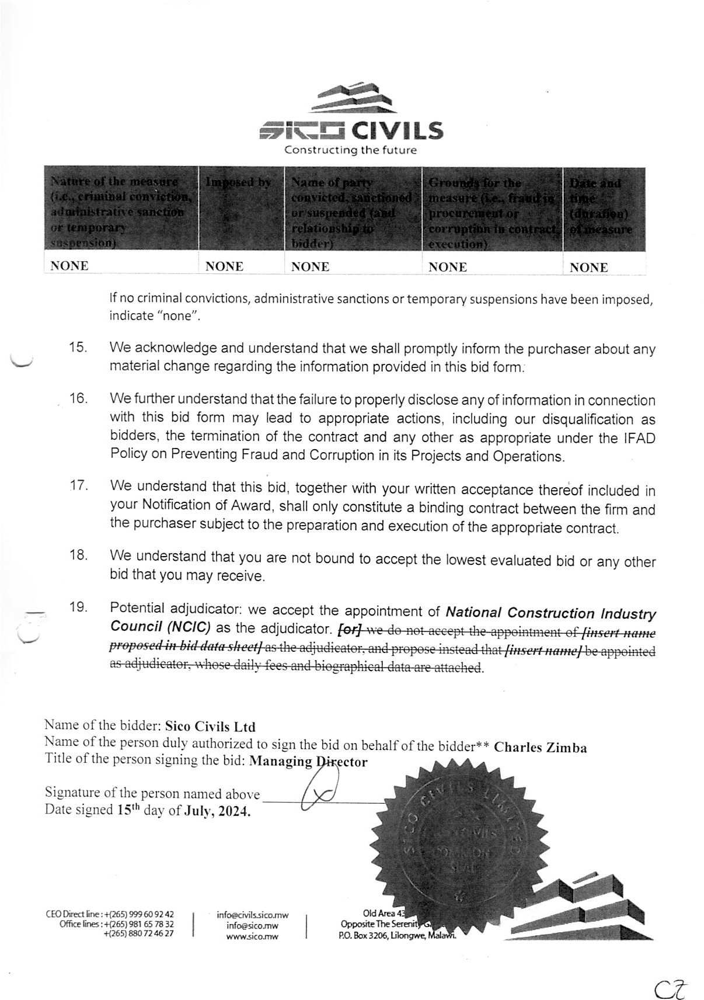 SICO CIVILS
Constructing the future
Nature of the measure (i.e., criminal conviction, administrative sanction or temporary suspension)
Imposed by
Name of party convicted, sanctioned or suspended (and relationship to bidder)
Grounds for the measure (i.e., fraud in procurement or corruption in contract execution)
Date and time (duration) of measure
NONE NONE NONE NONE NONE
If no criminal convictions, administrative sanctions or temporary suspensions have been imposed,
indicate “none”.
15. We acknowledge and understand that we shall promptly inform the purchaser about any
material change regarding the information provided in this bid form.
16. We further understand that the failure to properly disclose any of information in connection
with this bid form may lead to appropriate actions, including our disqualification as
bidders, the termination of the contract and any other as appropriate under the IFAD
Policy on Preventing Fraud and Corruption in its Projects and Operations.
17. We understand that this bid, together with your written acceptance thereof included in
your Notification of Award, shall only constitute a binding contract between the firm and
the purchaser subject to the preparation and execution of the appropriate contract.
18. We understand that you are not bound to accept the lowest evaluated bid or any other
bid that you may receive.
19. Potential adjudicator: we accept the appointment of National Construction Industry
Council (NCIC) as the adjudicator. [or] we do not accept the appointment of [insert name
proposed in bid data sheet] as the adjudicator, and propose instead that [insert name] be appointed
as adjudicator, whose daily fees and biographical data are attached.
Name of the bidder: Sico Civils Ltd
Name of the person duly authorized to sign the bid on behalf of the bidder** Charles Zimba
Title of the person signing the bid: Managing Director
Signature of the person named above
Date signed 15th day of July, 2024.
SICO CIVILS LIMITED
SEAL
CEO Direct line : +(265) 999 60 92 42
Office lines : +(265) 981 65 78 32
+(265) 880 72 46 27
info@civils.sico.mw
info@sico.mw
www.sico.mw
Old Area 43
Opposite The Serenity
P.O. Box 3206, Lilongwe, Malawi.
CZ